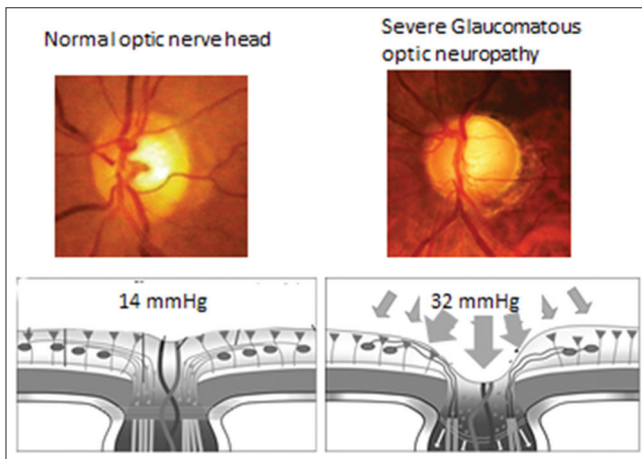 Normal optic nerve head
Severe Glaucomatous
optic neuropathy
14 mmHg
32 mmHg